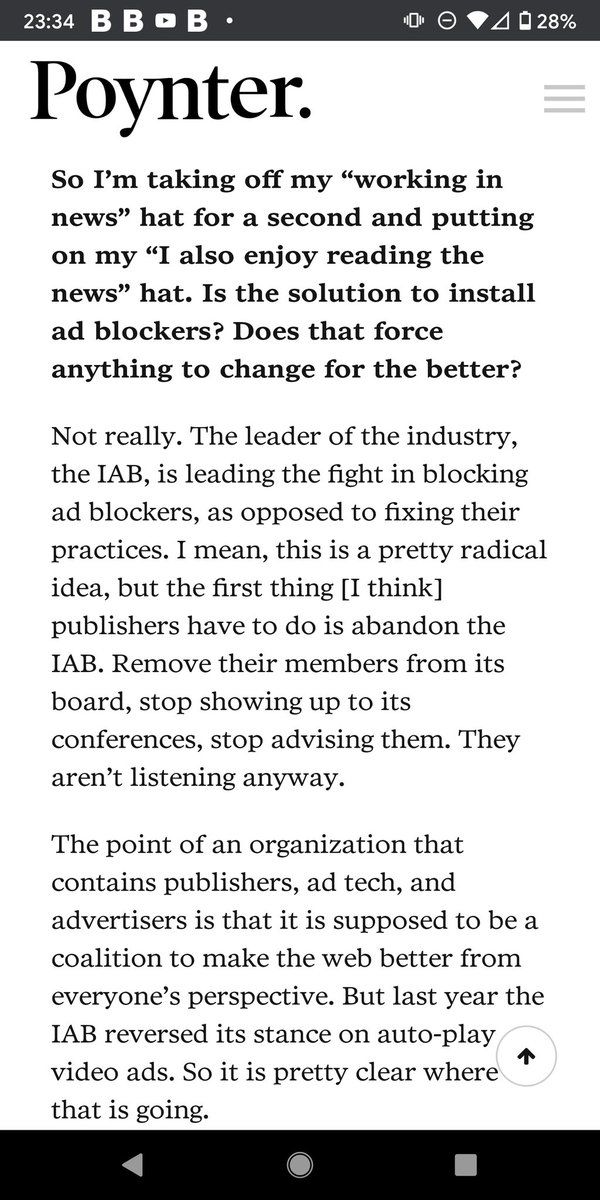 23:34 B B B • 28%
Poynter.
So I’m taking off my “working in
news” hat for a second and putting
on my “I also enjoy reading the
news” hat. Is the solution to install
ad blockers? Does that force
anything to change for the better?
Not really. The leader of the industry,
the IAB, is leading the fight in blocking
ad blockers, as opposed to fixing their
practices. I mean, this is a pretty radical
idea, but the first thing [I think]
publishers have to do is abandon the
IAB. Remove their members from its
board, stop showing up to its
conferences, stop advising them. They
aren’t listening anyway.
The point of an organization that
contains publishers, ad tech, and
advertisers is that it is supposed to be a
coalition to make the web better from
everyone’s perspective. But last year the
IAB reversed its stance on auto-play
video ads. So it is pretty clear where
that is going.